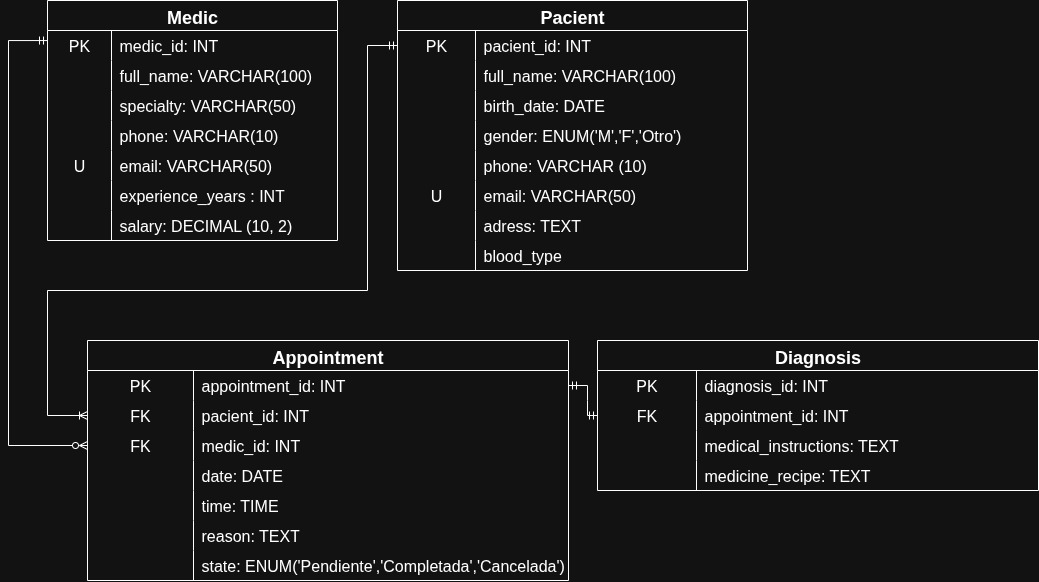 Medic
PK medic_id: INT
full_name: VARCHAR(100)
specialty: VARCHAR(50)
phone: VARCHAR(10)
U email: VARCHAR(50)
experience_years : INT
salary: DECIMAL (10, 2)
Pacient
PK pacient_id: INT
full_name: VARCHAR(100)
birth_date: DATE
gender: ENUM('M','F','Otro')
phone: VARCHAR (10)
U email: VARCHAR(50)
adress: TEXT
blood_type
Appointment
PK appointment_id: INT
FK pacient_id: INT
FK medic_id: INT
date: DATE
time: TIME
reason: TEXT
state: ENUM('Pendiente','Completada','Cancelada')
Diagnosis
PK diagnosis_id: INT
FK appointment_id: INT
medical_instructions: TEXT
medicine_recipe: TEXT